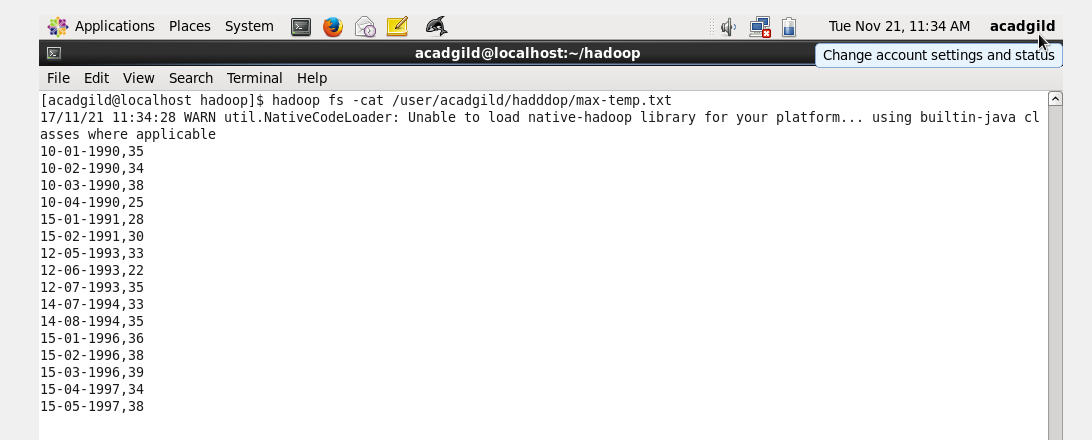 Applications Places System
Tue Nov 21, 11:34 AM acadgild
acadgild@localhost:~/hadoop
Change account settings and status
File Edit View Search Terminal Help
[acadgild@localhost hadoop]$ hadoop fs -cat /user/acadgild/hadddop/max-temp.txt
17/11/21 11:34:28 WARN util.NativeCodeLoader: Unable to load native-hadoop library for your platform... using builtin-java cl
asses where applicable
10-01-1990,35
10-02-1990,34
10-03-1990,38
10-04-1990,25
15-01-1991,28
15-02-1991,30
12-05-1993,33
12-06-1993,22
12-07-1993,35
14-07-1994,33
14-08-1994,35
15-01-1996,36
15-02-1996,38
15-03-1996,39
15-04-1997,34
15-05-1997,38